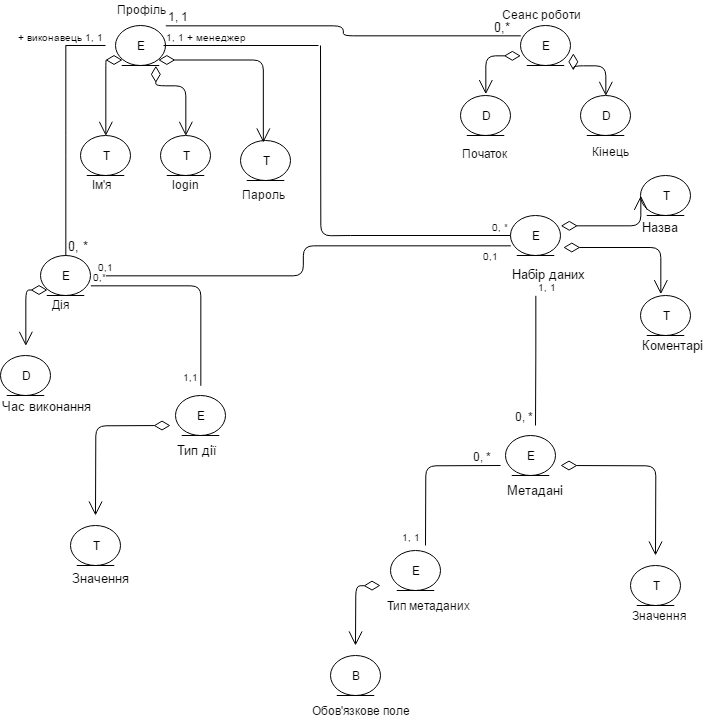 Профіль
1, 1
Сеанс роботи
0,*
+ виконавець 1, 1
E
1, 1 + менеджер
E
D
D
Початок
Кінець
T
T
T
Ім'я
login
Пароль
T
Назва
0, *
E
0, *
0,1
Набір даних
E
0,1
0,*
Дія
1, 1
T
Коментарі
D
Час виконання
1,1
E
Тип дії
0, *
0, *
E
Метадані
T
Значення
1, 1
E
Тип метаданих
T
Значення
B
Обов'язкове поле